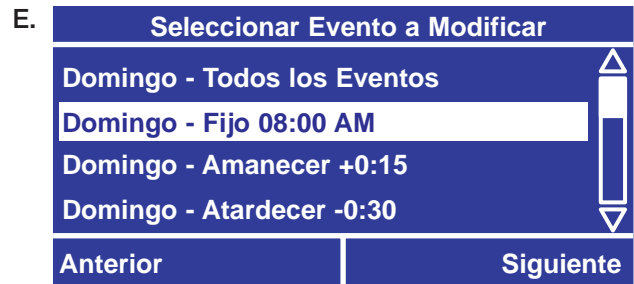 E.
Seleccionar Evento a Modificar
Domingo - Todos los Eventos
Domingo - Fijo 08:00 AM
Domingo - Amanecer +0:15
Domingo - Atardecer -0:30
Anterior Siguiente